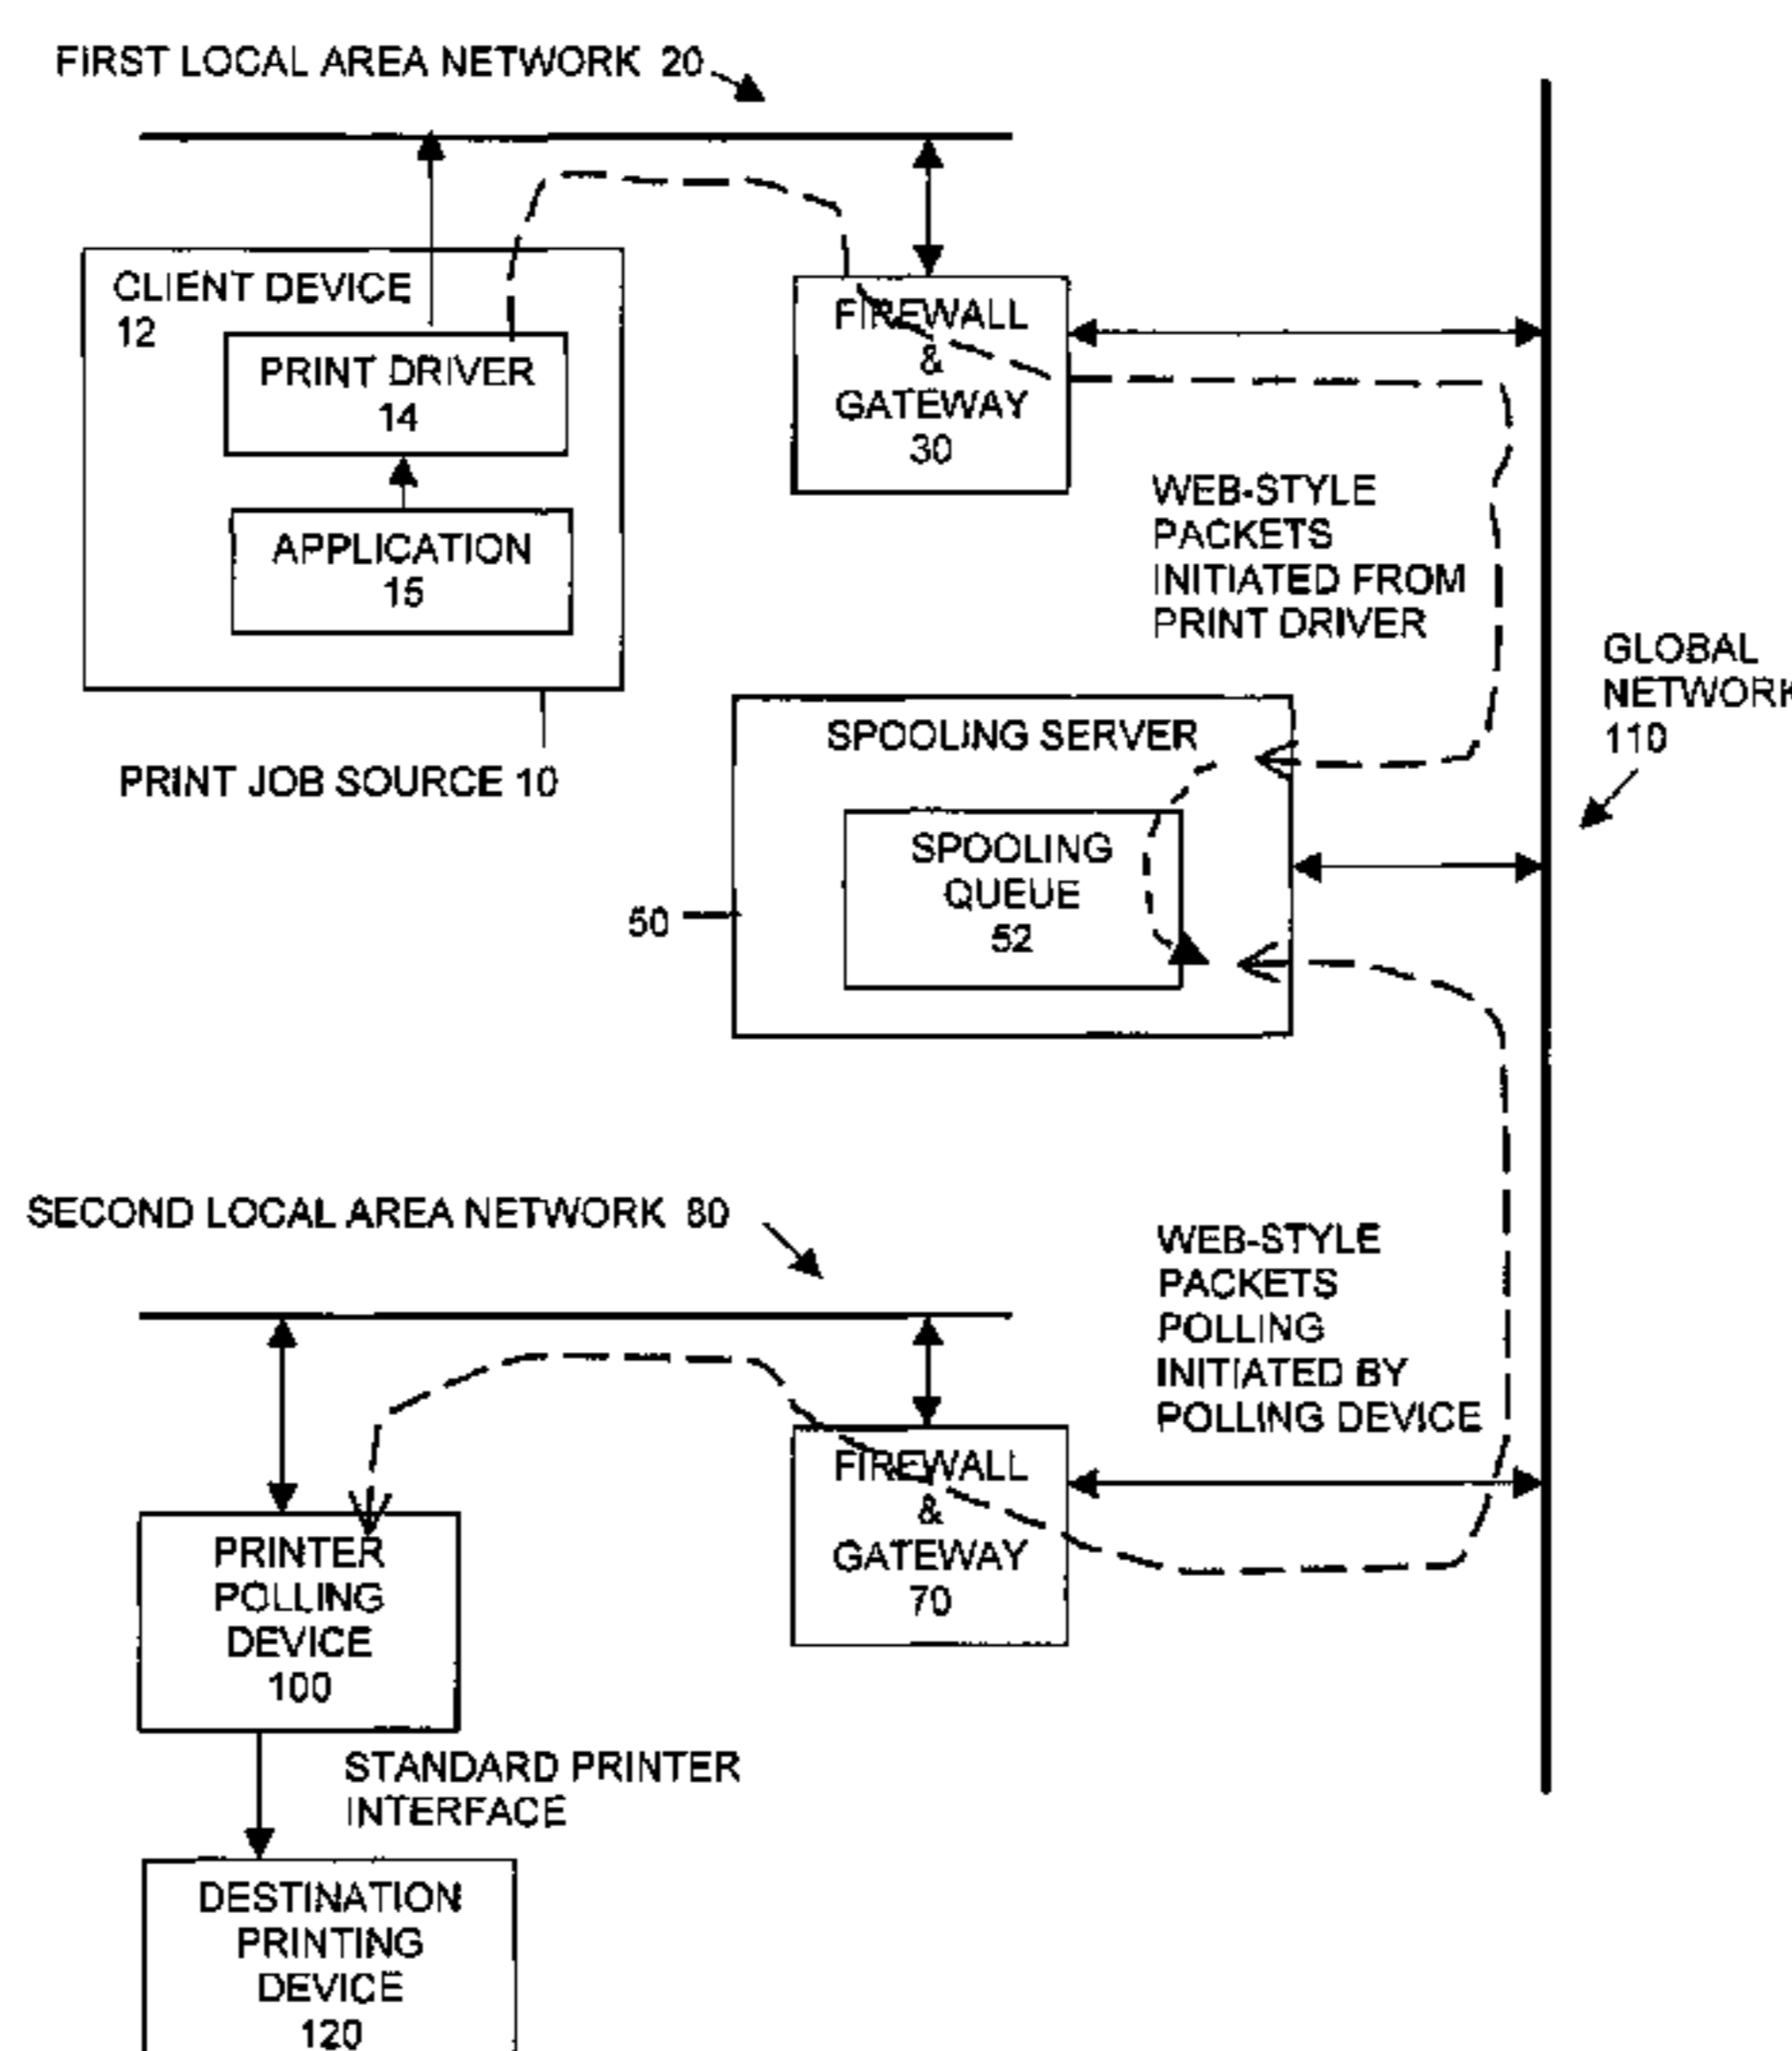 FIRST LOCAL AREA NETWORK 20
CLIENT DEVICE
12
PRINT DRIVER
14
APPLICATION
15
PRINT JOB SOURCE 10
FIREWALL
&
GATEWAY
30
WEB-STYLE
PACKETS
INITIATED FROM
PRINT DRIVER
GLOBAL
NETWORK
110
SPOOLING SERVER
SPOOLING
QUEUE
52
50
SECOND LOCAL AREA NETWORK 80
WEB-STYLE
PACKETS
POLLING
INITIATED BY
POLLING DEVICE
FIREWALL
&
GATEWAY
70
PRINTER
POLLING
DEVICE
100
STANDARD PRINTER
INTERFACE
DESTINATION
PRINTING
DEVICE
120